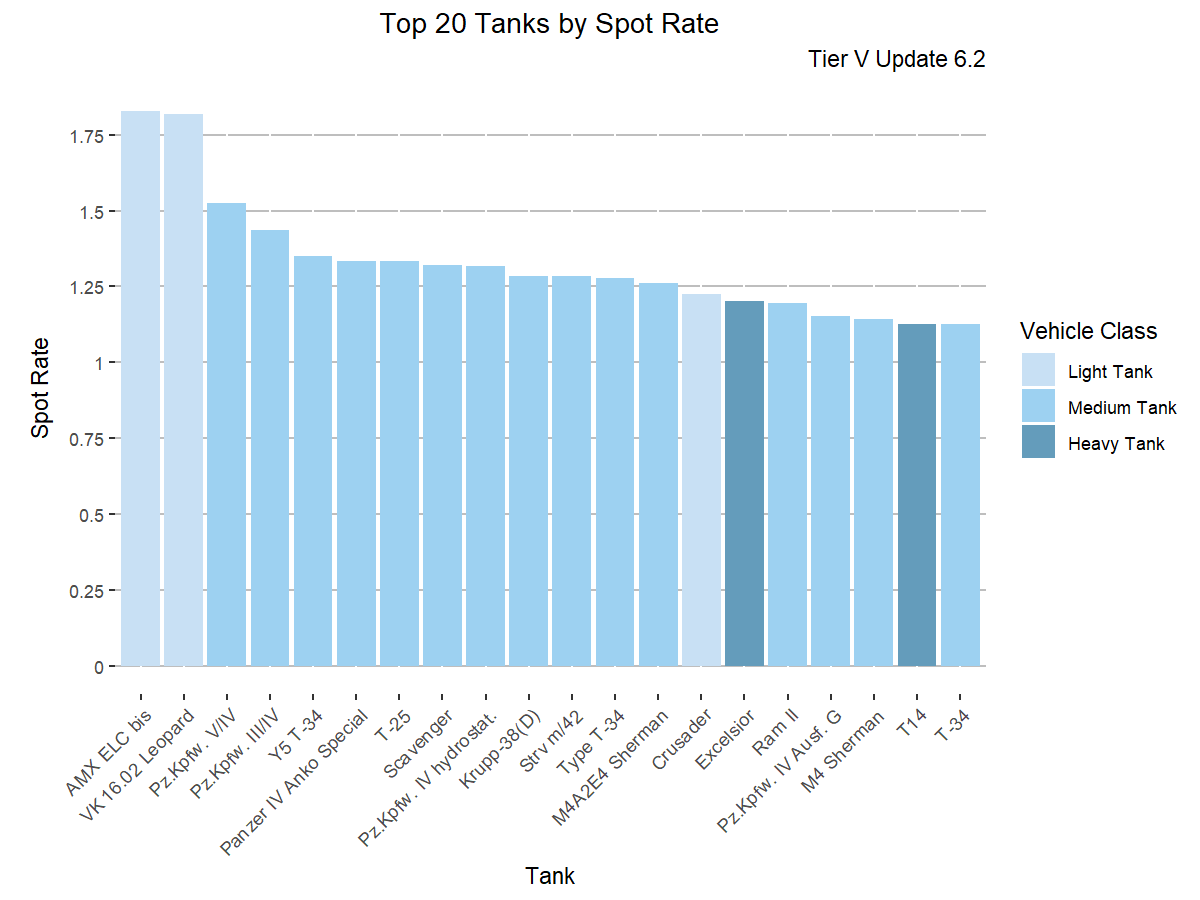 Top 20 Tanks by Spot Rate
Tier V Update 6.2
1.75
1.5
1.25
1
0.75
0.5
0.25
0
Spot Rate
AMX ELC bis
VK 16.02 Leopard
Pz.Kpfw. V/IV
Pz.Kpfw. III/IV
Y5 T-34
Panzer IV Anko Special
T-25
Scavenger
Pz.Kpfw. IV hydrostat.
Krupp-38(D)
Strv m/42
Type T-34
M4A2E4 Sherman
Crusader
Excelsior
Ram II
Pz.Kpfw. IV Ausf. G
M4 Sherman
T14
T-34
Tank
Vehicle Class
Light Tank
Medium Tank
Heavy Tank